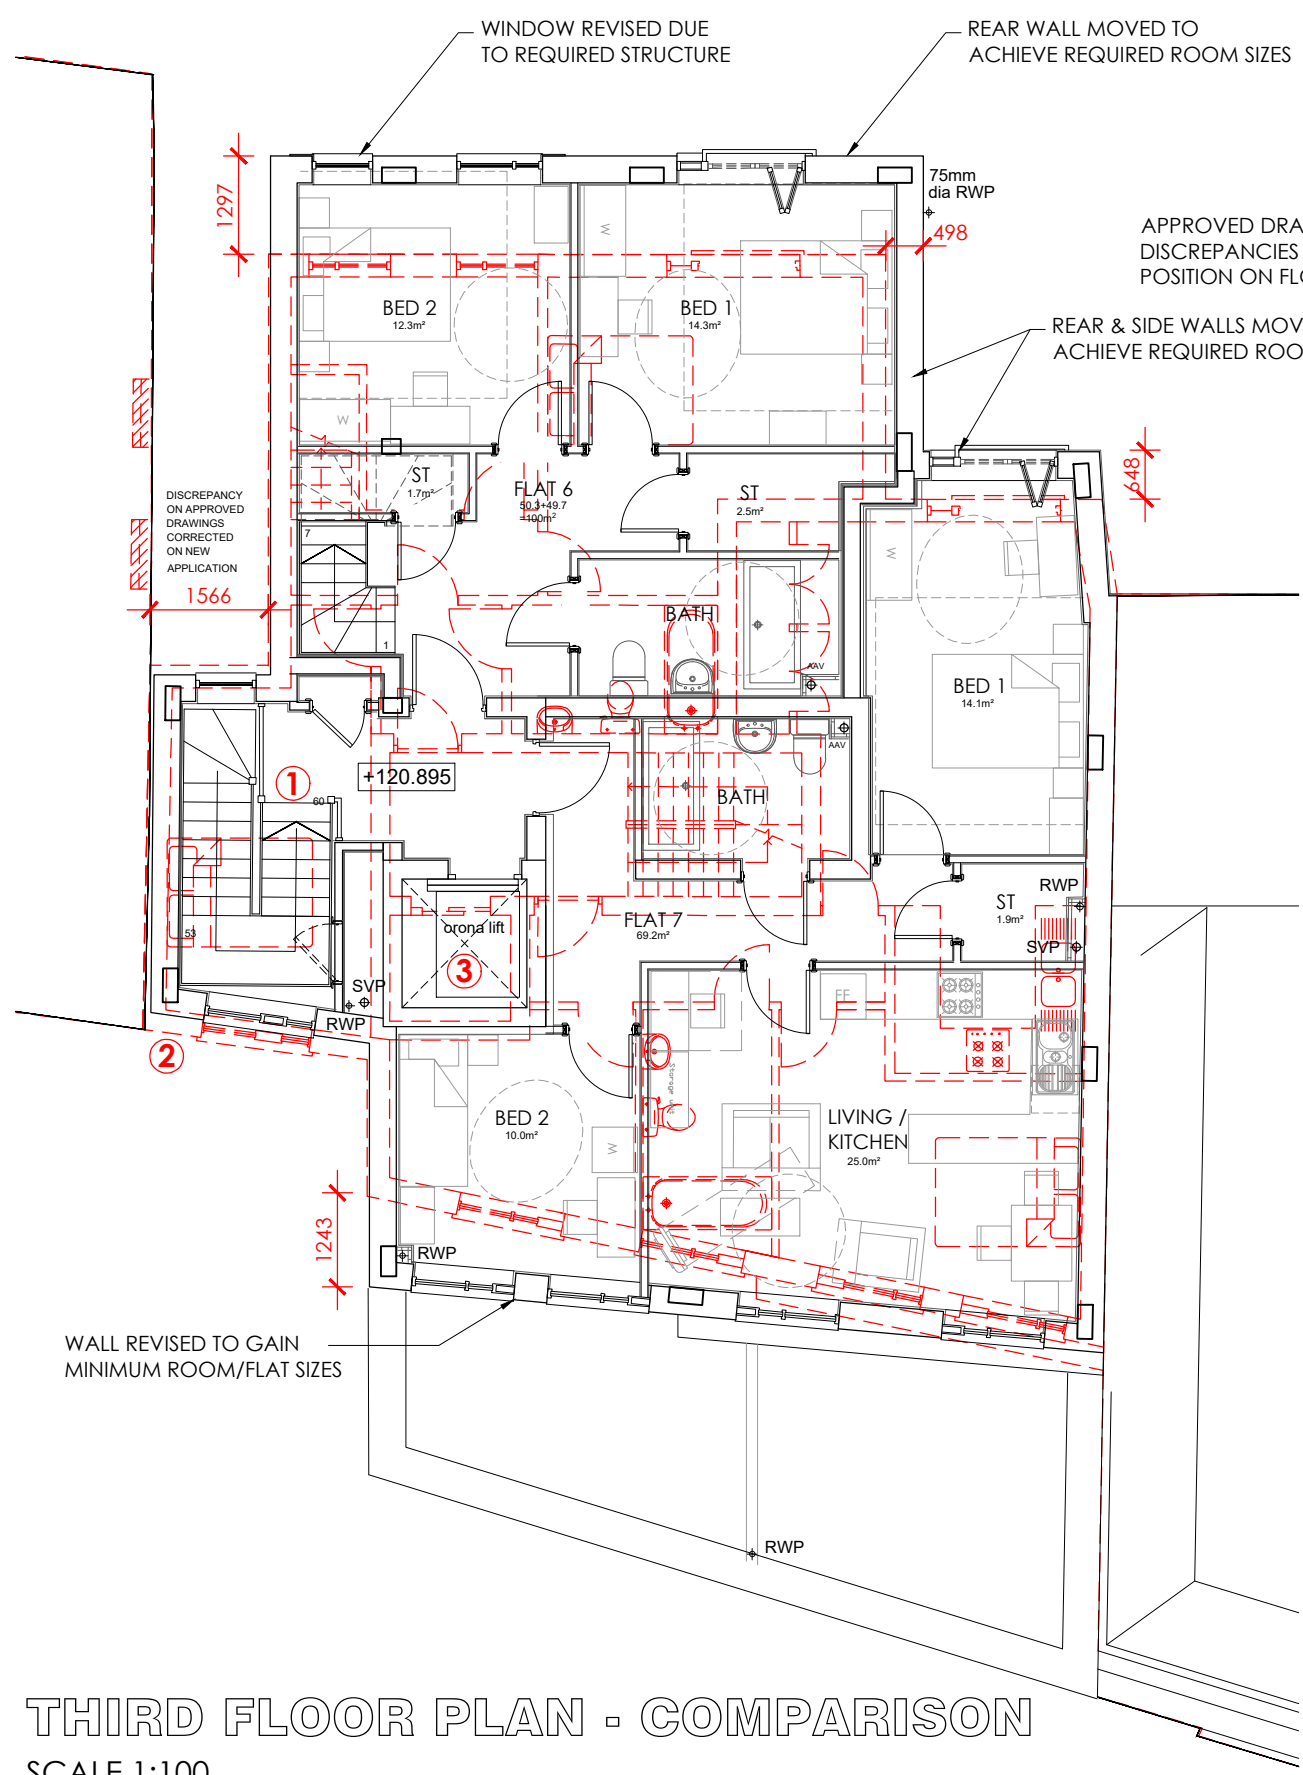 WINDOW REVISED DUE
TO REQUIRED STRUCTURE
REAR WALL MOVED TO
ACHIEVE REQUIRED ROOM SIZES
1297
75mm
dia RWP
498
APPROVED DRA
DISCREPANCIES
POSITION ON FLO
REAR & SIDE WALLS MOV
ACHIEVE REQUIRED ROO
W
BED 2
12.3m²
BED 1
14.3m²
W
648
DISCREPANCY
ON APPROVED
DRAWINGS
CORRECTED
ON NEW
APPLICATION
1566
ST
1.7m²
FLAT 6
50.3+49.7
=100m²
ST
2.5m²
7
1
W
BATH
AAV
BED 1
14.1m²
1
60
+120.895
AAV
BATH
53
orona lift
3
FLAT 7
69.2m²
ST
1.9m²
RWP
SVP
SVP
RWP
2
FF
Storage unit
BED 2
10.0m²
W
LIVING /
KITCHEN
25.0m²
1243
RWP
WALL REVISED TO GAIN
MINIMUM ROOM/FLAT SIZES
RWP
THIRD FLOOR PLAN - COMPARISON
SCALE 1:100